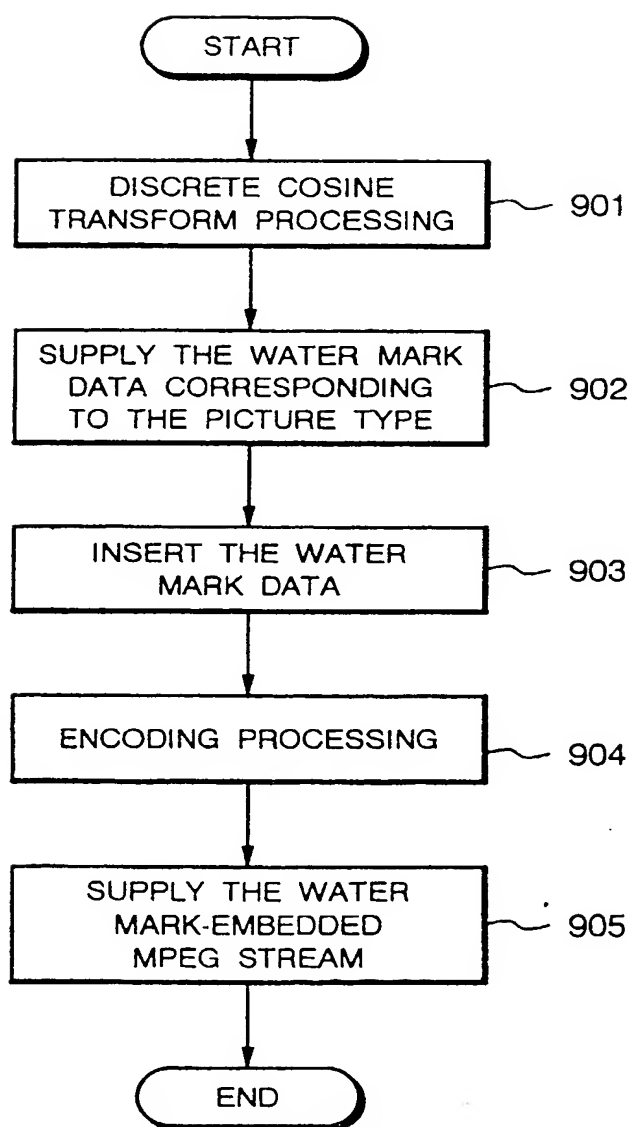 START
DISCRETE COSINE
TRANSFORM PROCESSING
901
SUPPLY THE WATER MARK
DATA CORRESPONDING
TO THE PICTURE TYPE
902
INSERT THE WATER
MARK DATA
903
ENCODING PROCESSING
904
SUPPLY THE WATER
MARK-EMBEDDED
MPEG STREAM
905
END